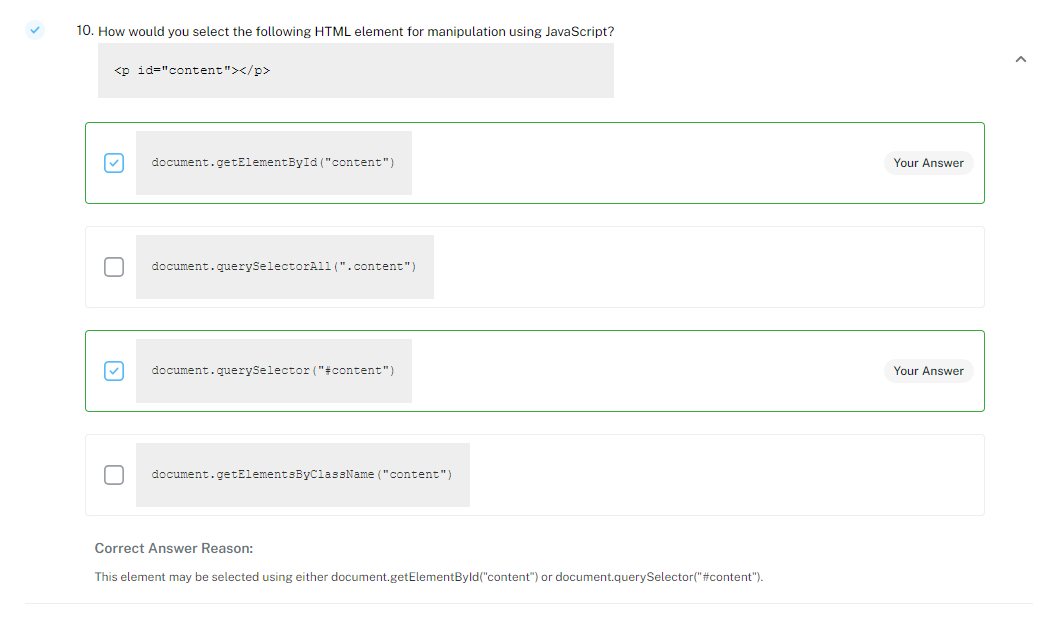 10. How would you select the following HTML element for manipulation using JavaScript?
<p id="content"></p>
document.getElementById("content")
Your Answer
document.querySelectorAll(".content")
document.querySelector("#content")
Your Answer
document.getElementsByClassName("content")
Correct Answer Reason:
This element may be selected using either document.getElementById("content") or document.querySelector("#content").